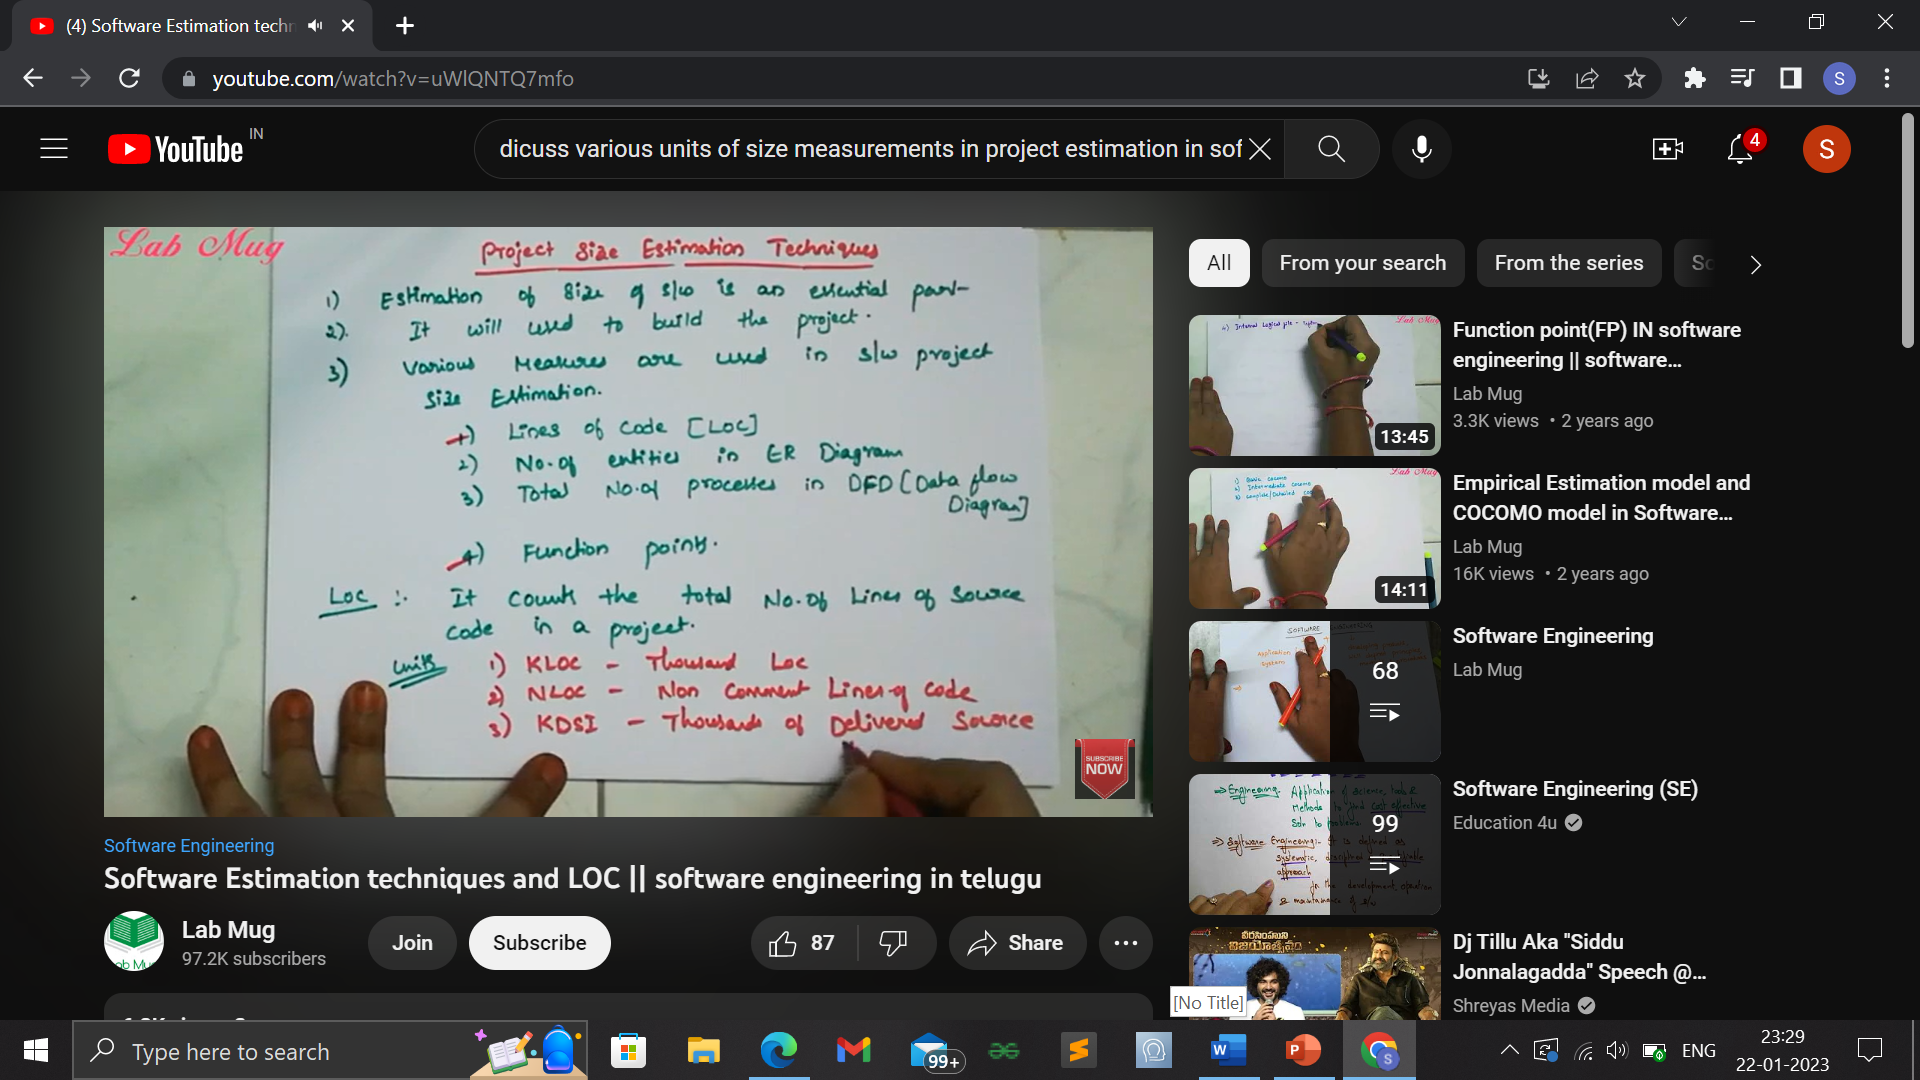 (4) Software Estimation techn
youtube.com/watch?v=uWlQNTQ7mfo
YouTube IN
dicuss various units of size measurements in project estimation in sof
4
S
Lab Mug
Project Size Estimation Techniques
1) Estimation of Size of s/w is an essential part-
2). It will used to build the project.
3) Various Measures are used in s/w project
Size Estimation.
1) Lines of Code [LOC]
2) No.of entities in ER Diagram
3) Total No.of processes in DFD [Data flow
Diagram]
4) Function points.
LOC :- It Counts the total No.of Lines of Source
Code in a project.
Units 1) KLOC - Thousand Loc
2) NLOC - Non Comment Lines of Code
3) KDSI - Thousands of Delivered Source
SUBSCRIBE
NOW
Software Engineering
Software Estimation techniques and LOC || software engineering in telugu
Lab Mug
97.2K subscribers
Join
Subscribe
87
Share
All
From your search
From the series
Function point(FP) IN software
engineering || software...
Lab Mug
3.3K views • 2 years ago
13:45
Empirical Estimation model and
COCOMO model in Software...
Lab Mug
16K views • 2 years ago
14:11
Software Engineering
Lab Mug
68
Software Engineering (SE)
Education 4u
99
Dj Tillu Aka "Siddu
Jonnalagadda" Speech @...
Shreyas Media
[No Title]
Type here to search
99+
ENG
23:29
22-01-2023